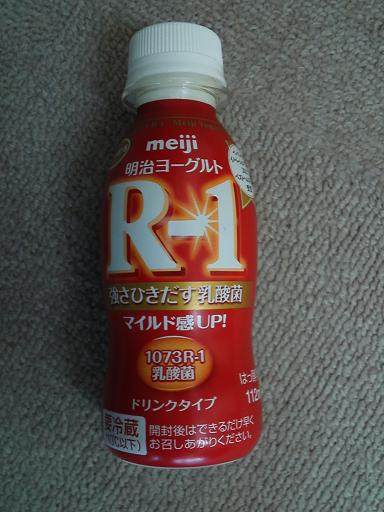 meiji
明治ヨーグルト
R-1
強さひきだす乳酸菌
マイルド感UP!
1073R-1
乳酸菌
ドリンクタイプ
要冷蔵
開封後はできるだけ早く
お召しあがりください。